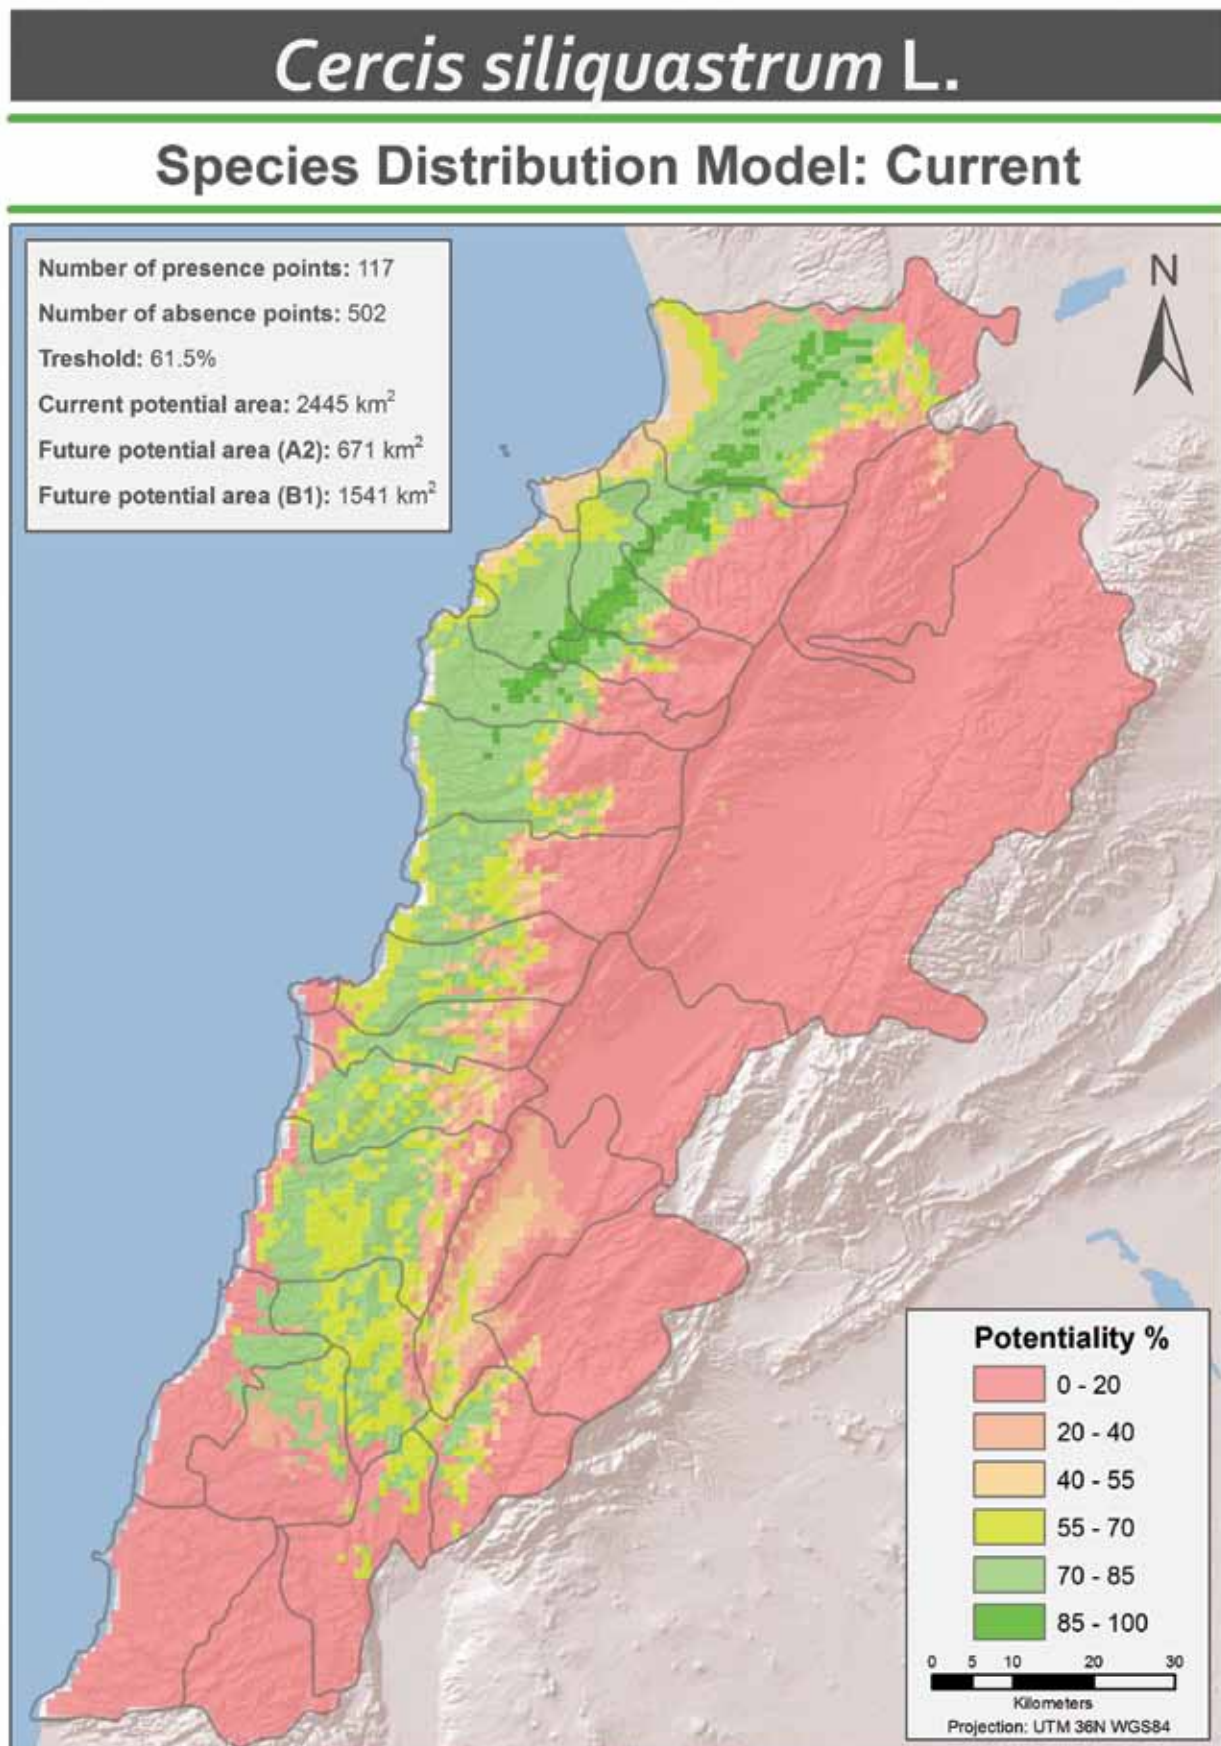 Cercis siliquastrum L.
Species Distribution Model: Current
Number of presence points: 117
Number of absence points: 502
Treshold: 61.5%
Current potential area: 2445 km²
Future potential area (A2): 671 km²
Future potential area (B1): 1541 km²
N
Potentiality %
0 - 20
20 - 40
40 - 55
55 - 70
70 - 85
85 - 100
0 5 10 20 30
Kilometers
Projection: UTM 36N WGS84